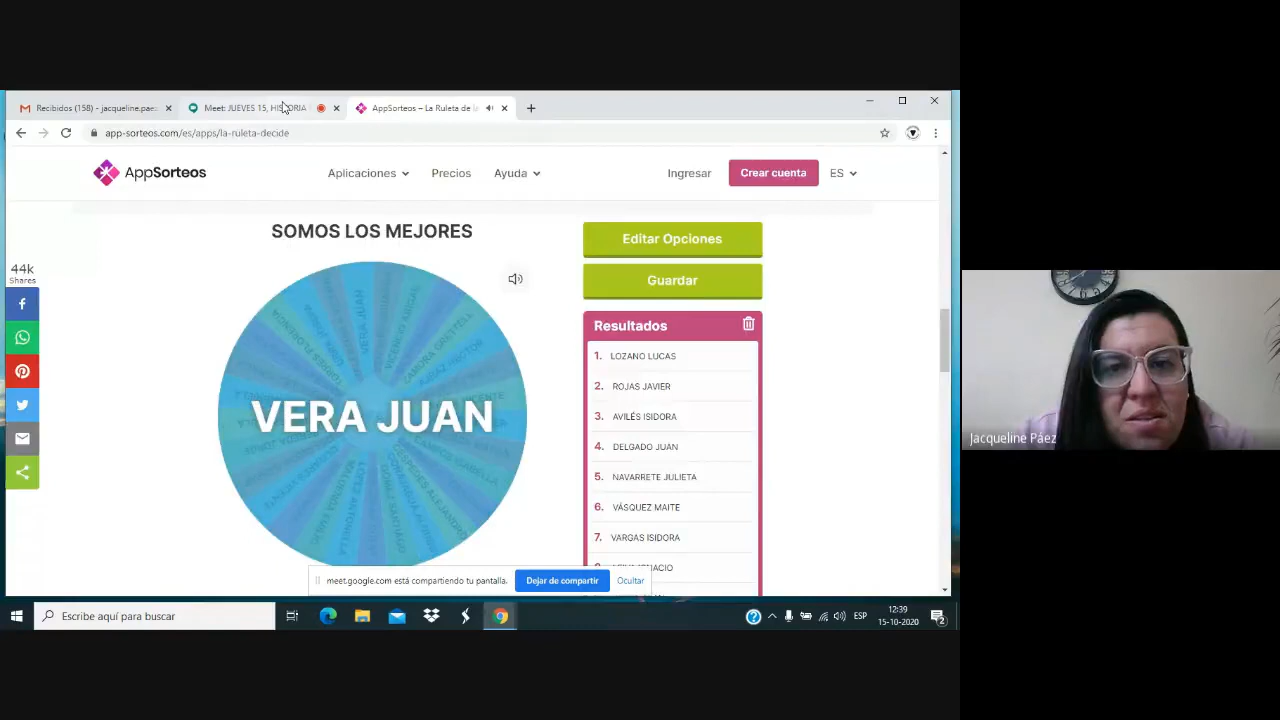 Recibidos (158) - jacqueline.pae
Meet: JUEVES 15, HISTORIA
AppSorteos – La Ruleta de la
app-sorteos.com/es/apps/la-ruleta-decide
AppSorteos
Aplicaciones
Precios
Ayuda
Ingresar
Crear cuenta
ES
SOMOS LOS MEJORES
Editar Opciones
Guardar
44k
Shares
VERA JUAN
Resultados
1. LOZANO LUCAS
2. ROJAS JAVIER
3. AVILÉS ISIDORA
4. DELGADO JUAN
5. NAVARRETE JULIETA
6. VÁSQUEZ MAITE
7. VARGAS ISIDORA
meet.google.com está compartiendo tu pantalla.
Dejar de compartir
Ocultar
Escribe aquí para buscar
ESP
12:39
15-10-2020
2
Jacqueline Páez